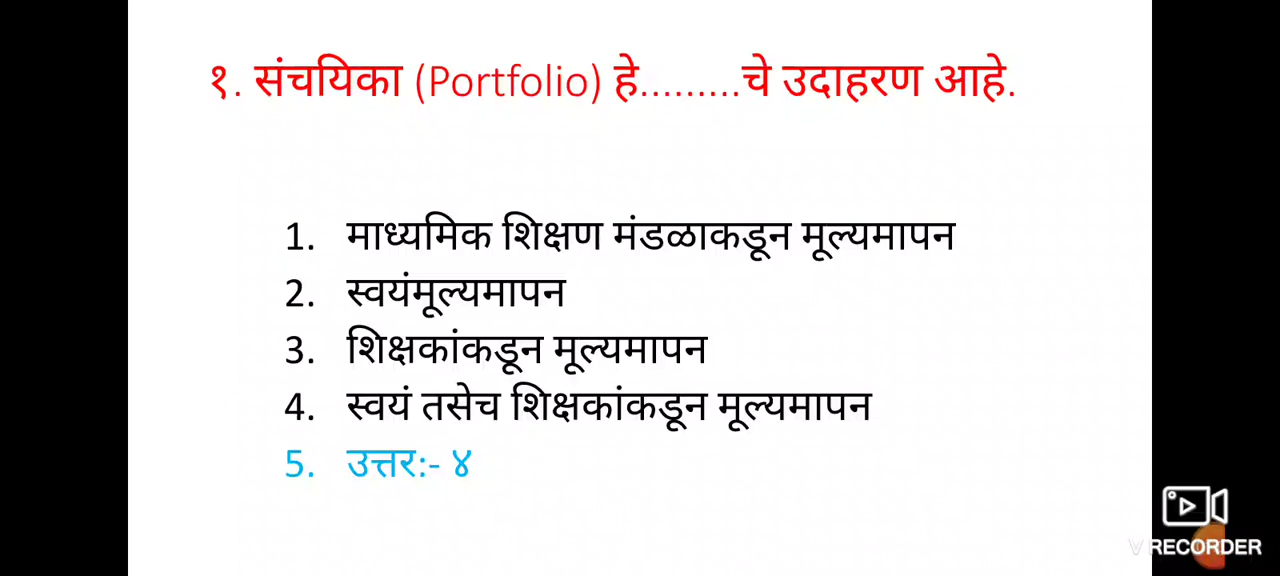 १. संचयिका (Portfolio) हे.........चे उदाहरण आहे.
1. माध्यमिक शिक्षण मंडळाकडून मूल्यमापन
2. स्वयंमूल्यमापन
3. शिक्षकांकडून मूल्यमापन
4. स्वयं तसेच शिक्षकांकडून मूल्यमापन
5. उत्तर:- ४
V RECORDER